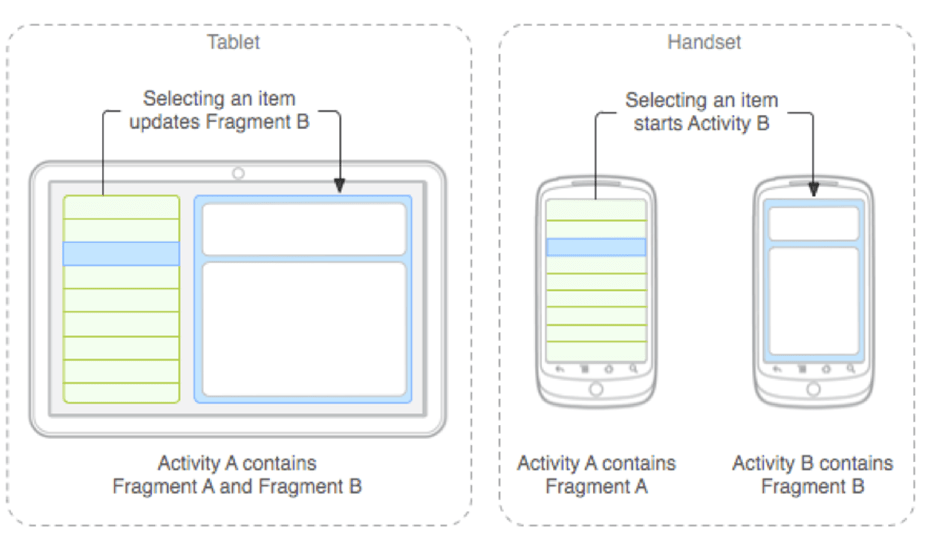 Tablet
Selecting an item
updates Fragment B
Activity A contains
Fragment A and Fragment B
Handset
Selecting an item
starts Activity B
Activity A contains
Fragment A
Activity B contains
Fragment B